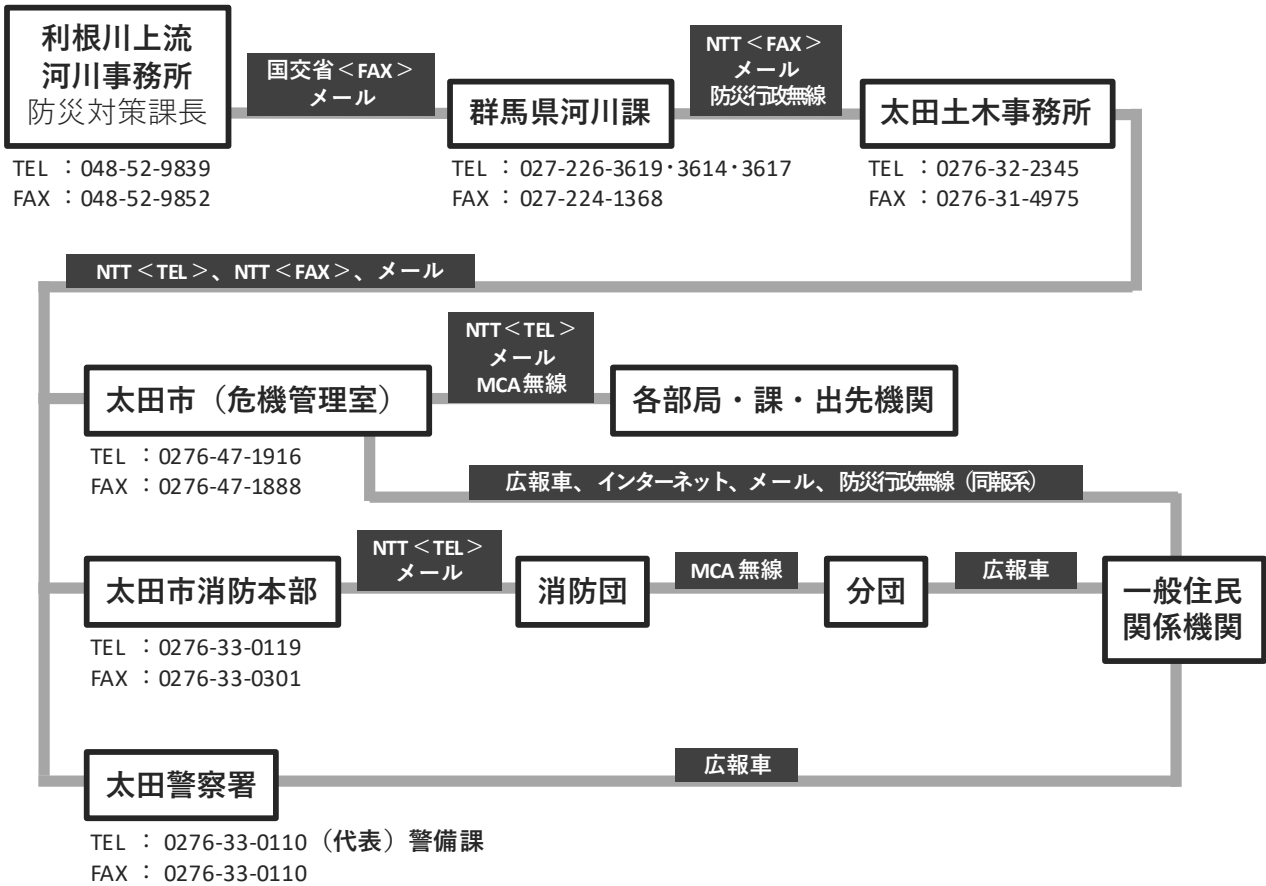 利根川上流
河川事務所
防災対策課長
国交省＜FAX＞
メール
群馬県河川課
NTT＜FAX＞
メール
防災行政無線
太田土木事務所
TEL ：048-52-9839
FAX ：048-52-9852
TEL ：027-226-3619・3614・3617
FAX ：027-224-1368
TEL ：0276-32-2345
FAX ：0276-31-4975
NTT＜TEL＞、NTT＜FAX＞、メール
太田市（危機管理室）
NTT＜TEL＞
メール
MCA無線
各部局・課・出先機関
TEL ：0276-47-1916
FAX ：0276-47-1888
広報車、インターネット、メール、防災行政無線（同報系）
太田市消防本部
NTT＜TEL＞
メール
消防団
MCA無線
分団
広報車
一般住民
関係機関
TEL ：0276-33-0119
FAX ：0276-33-0301
太田警察署
広報車
TEL ：0276-33-0110（代表）警備課
FAX ：0276-33-0110